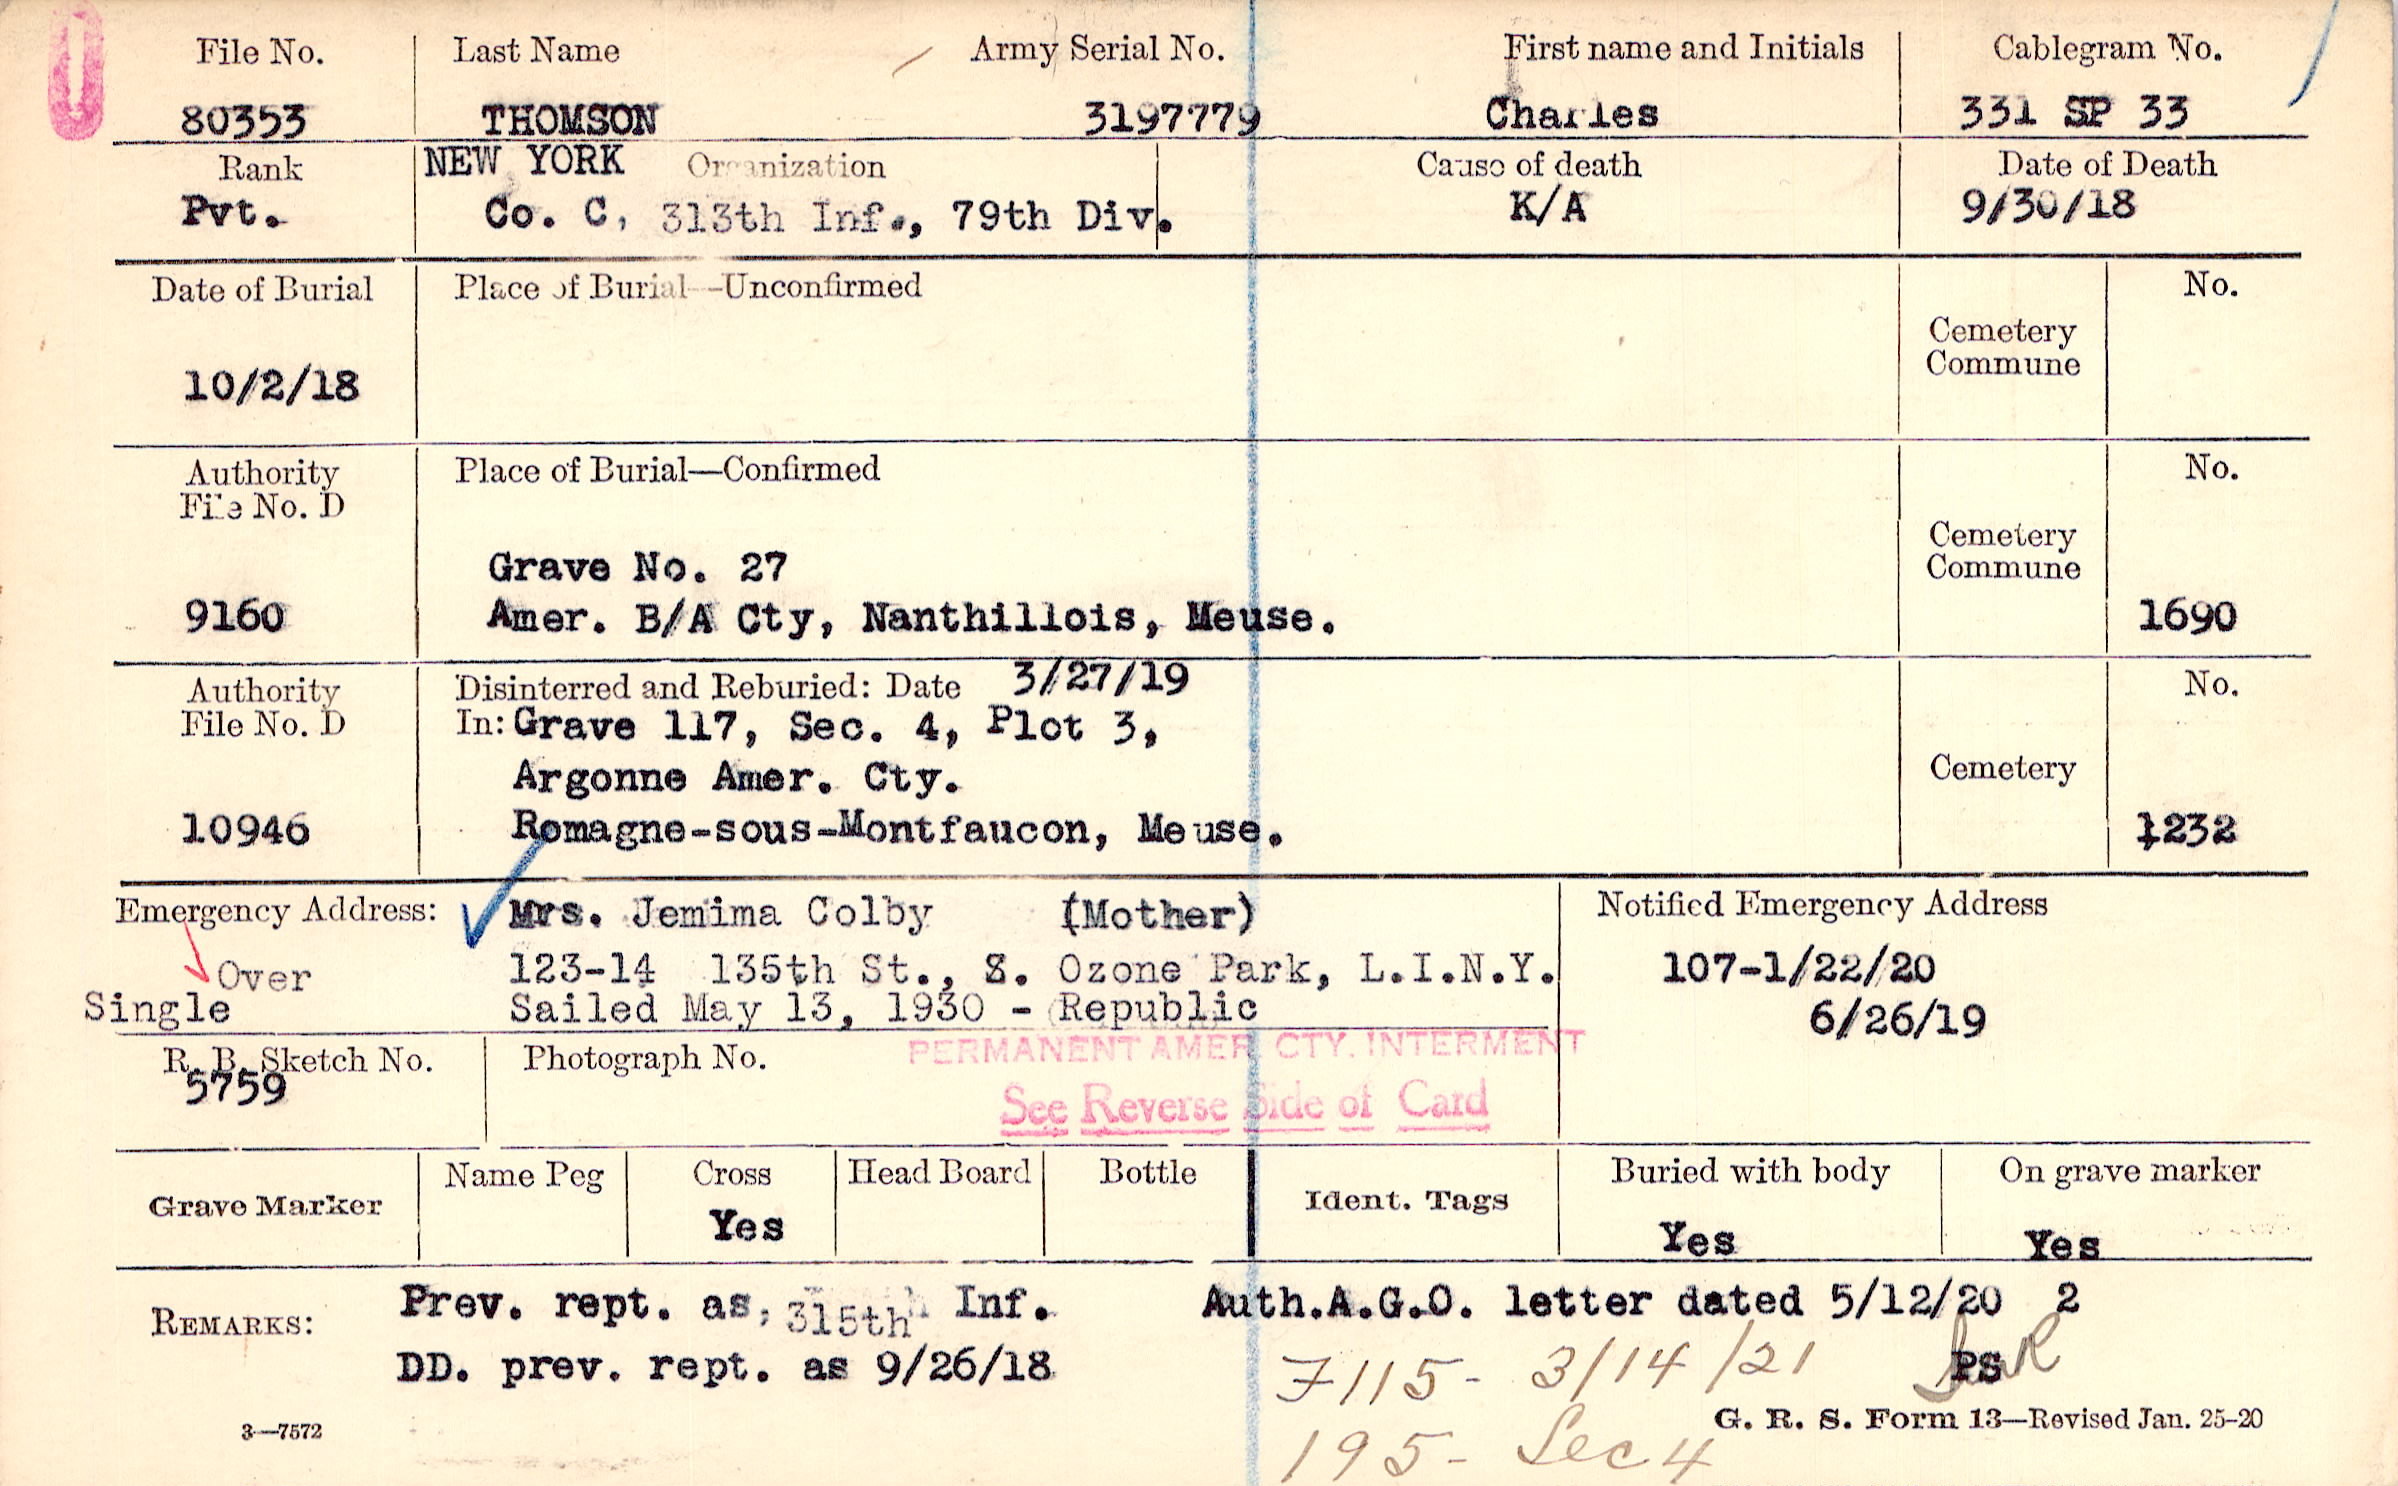 File No. Last Name Army Serial No. First name and Initials Cablegram No.
80353 THOMSON 3197779 Charles 331 SP 33
Rank NEW YORK Organization Cause of death Date of Death
Pvt. Co. C, 313th Inf., 79th Div. K/A 9/30/18
Date of Burial Place of Burial—Unconfirmed No.
Cemetery
Commune
10/2/18
Authority Place of Burial—Confirmed No.
File No. D
Cemetery
Grave No. 27 Commune
9160 Amer. B/A Cty, Nanthillois, Meuse. 1690
Authority Disinterred and Reburied: Date 3/27/19 No.
File No. D In: Grave 117, Sec. 4, Plot 3,
Argonne Amer. Cty. Cemetery
10946 Romagne-sous-Montfaucon, Meuse. 1232
Emergency Address: Mrs. Jemima Colby (Mother) Notified Emergency Address
Over 123-14 135th St., S. Ozone Park, L.I.N.Y. 107-1/22/20
Single Sailed May 13, 1930 - Republic 6/26/19
R. B. Sketch No. Photograph No. PERMANENT AMER. CTY. INTERMENT
5759 See Reverse Side of Card
Grave Marker Name Peg Cross Head Board Bottle Ident. Tags Buried with body On grave marker
Yes Yes Yes
REMARKS: Prev. rept. as, 315th Inf. Auth.A.G.O. letter dated 5/12/20 2
DD. prev. rept. as 9/26/18 7115- 3/14/21 PS
3—7572 G. R. S. Form 13—Revised Jan. 25-20
195- Sec 4